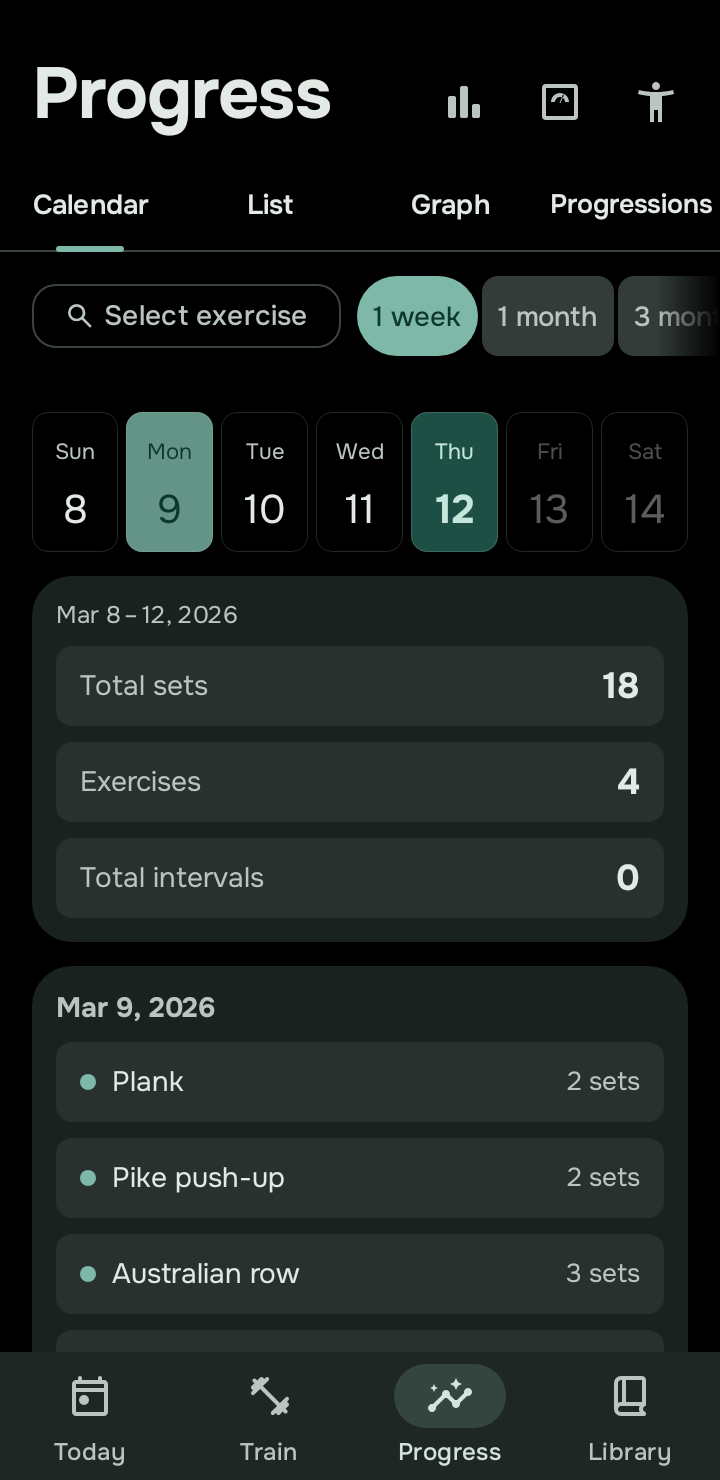 Progress
Calendar List Graph Progressions
Select exercise 1 week 1 month 3 mon
Sun Mon Tue Wed Thu Fri Sat
8 9 10 11 12 13 14
Mar 8 – 12, 2026
Total sets 18
Exercises 4
Total intervals 0
Mar 9, 2026
Plank 2 sets
Pike push-up 2 sets
Australian row 3 sets
Today Train Progress Library